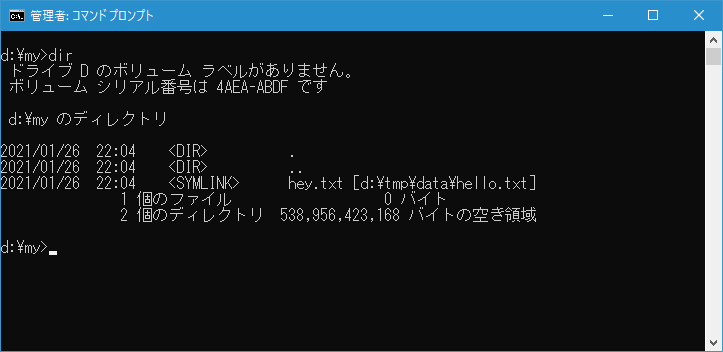 管理者: コマンドプロンプト
d:¥my>dir
ドライブ D のボリューム ラベルがありません。
ボリューム シリアル番号は 4AEA-ABDF です
d:¥my のディレクトリ
2021/01/26  22:04    <DIR>          .
2021/01/26  22:04    <DIR>          ..
2021/01/26  22:04    <SYMLINK>      hey.txt [d:¥tmp¥data¥hello.txt]
1 個のファイル                   0 バイト
2 個のディレクトリ  538,956,423,168 バイトの空き領域
d:¥my>